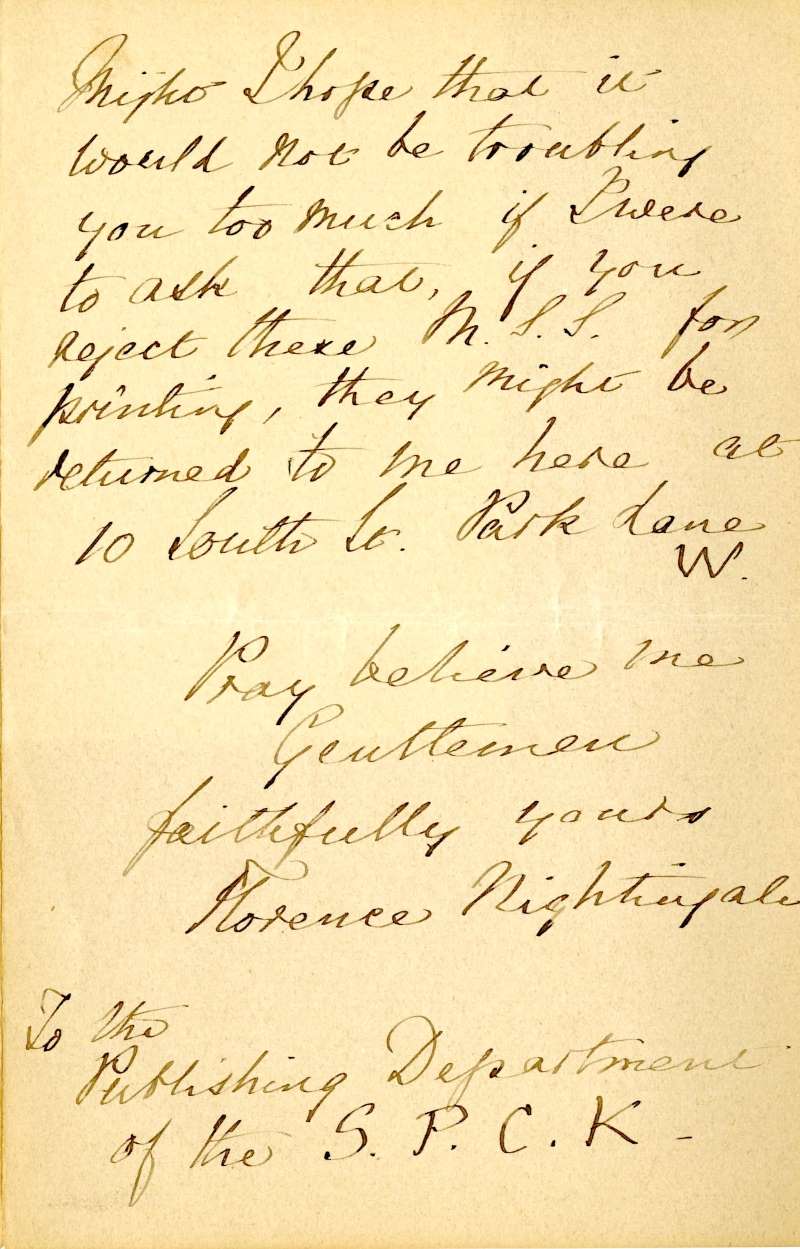 Might I hope that it
would not be troubling
you too much if I were
to ask that, if you
reject these M.S.S. for
printing, they might be
returned to me here at
10 South St. Park Lane
W.
Pray believe me
Gentlemen
faithfully yours
Florence Nightingale
To the
Publishing Department
of the S.P.C.K -